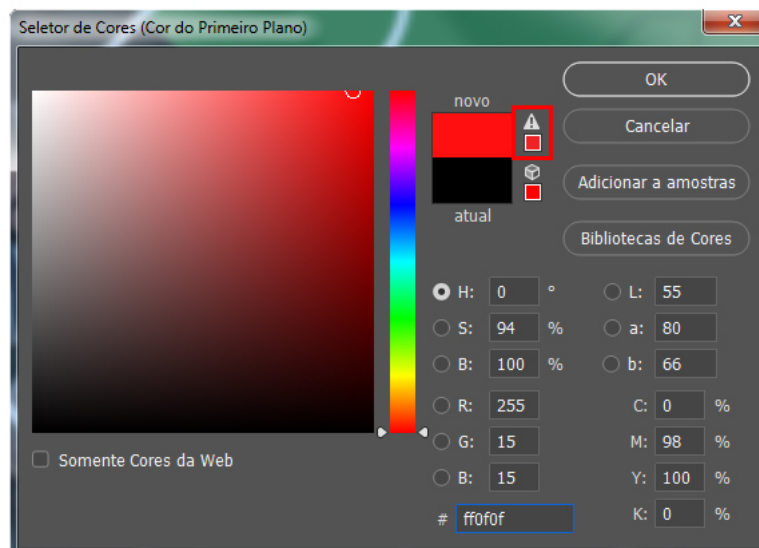 Seletor de Cores (Cor do Primeiro Plano)
x
novo
atual
OK
Cancelar
Adicionar a amostras
Bibliotecas de Cores
H: 0 °
S: 94 %
B: 100 %
L: 55
a: 80
b: 66
R: 255
G: 15
B: 15
# ff0f0f
C: 0 %
M: 98 %
Y: 100 %
K: 0 %
Somente Cores da Web